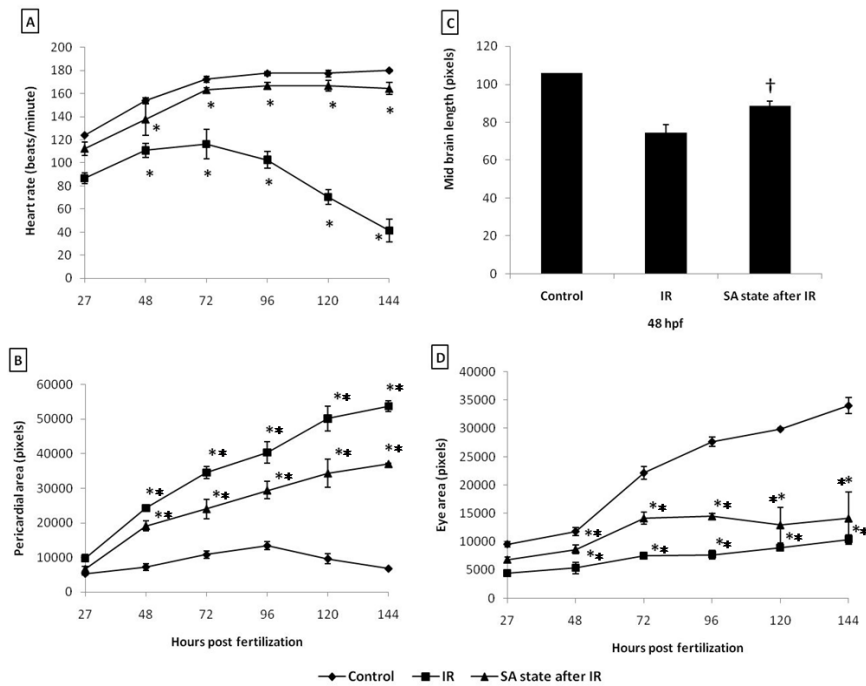 A
Heart rate (beats/minute)
200
180
160
140
120
100
80
60
40
20
0
* * * * *
* * * * *
27 48 72 96 120 144
C
Mid brain length (pixels)
120
100
80
60
40
20
0
†
Control IR SA state after IR
48 hpf
B
Pericardial area (pixels)
60000
50000
40000
30000
20000
10000
0
*‡ *‡ *‡ *‡ *‡
*‡ *‡ *‡ *‡ *‡
27 48 72 96 120 144
Hours post fertilization
D
Eye area (pixels)
40000
35000
30000
25000
20000
15000
10000
5000
0
*‡ *‡ *‡ ‡* ‡*
*‡ *‡ *‡ *‡ *‡
27 48 72 96 120 144
Hours post fertilization
Control IR SA state after IR